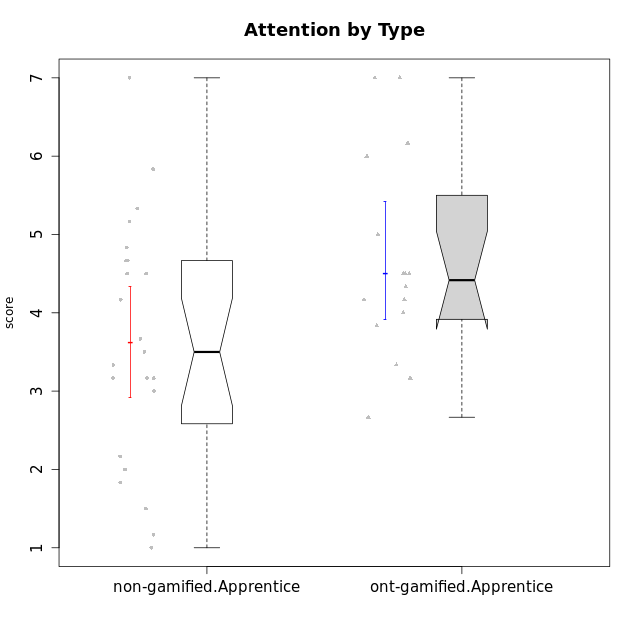 Attention by Type
score
7
6
5
4
3
2
1
non-gamified.Apprentice
ont-gamified.Apprentice